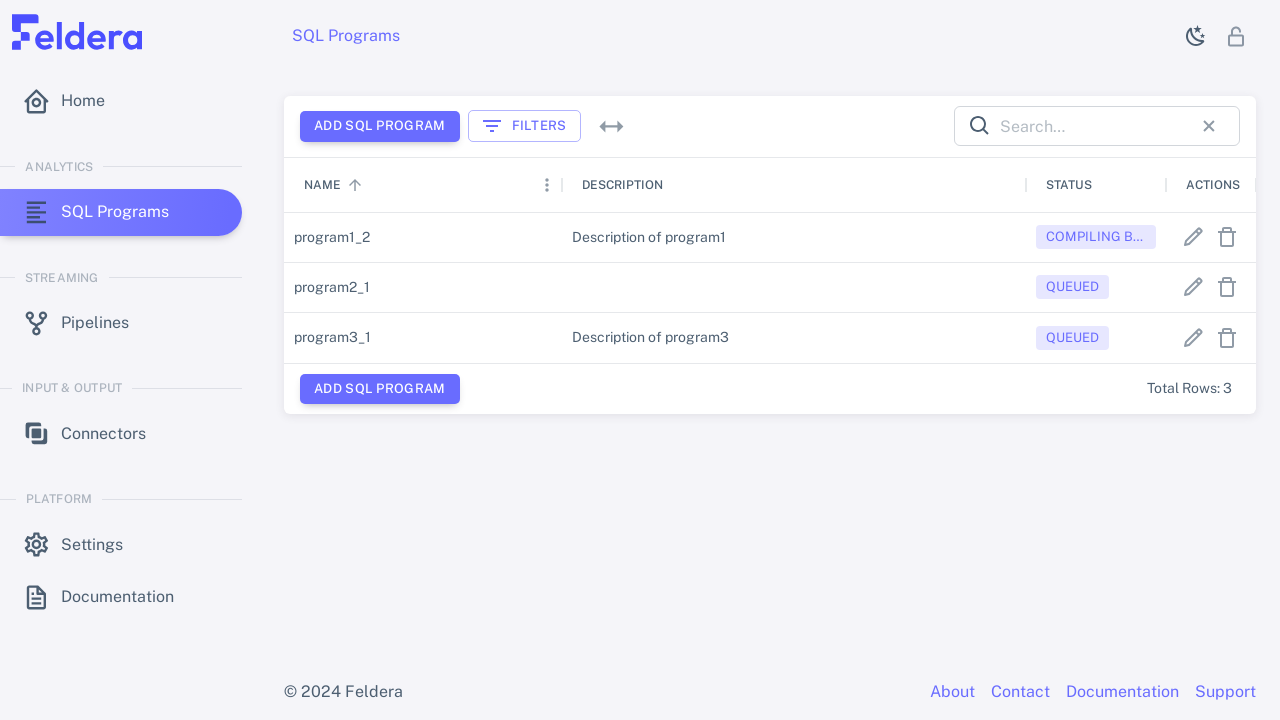 Feldera
SQL Programs
Home
ANALYTICS
SQL Programs
STREAMING
Pipelines
INPUT & OUTPUT
Connectors
PLATFORM
Settings
Documentation
ADD SQL PROGRAM FILTERS Search...
NAME DESCRIPTION STATUS ACTIONS
program1_2 Description of program1 COMPILING B...
program2_1 QUEUED
program3_1 Description of program3 QUEUED
ADD SQL PROGRAM Total Rows: 3
© 2024 Feldera About Contact Documentation Support